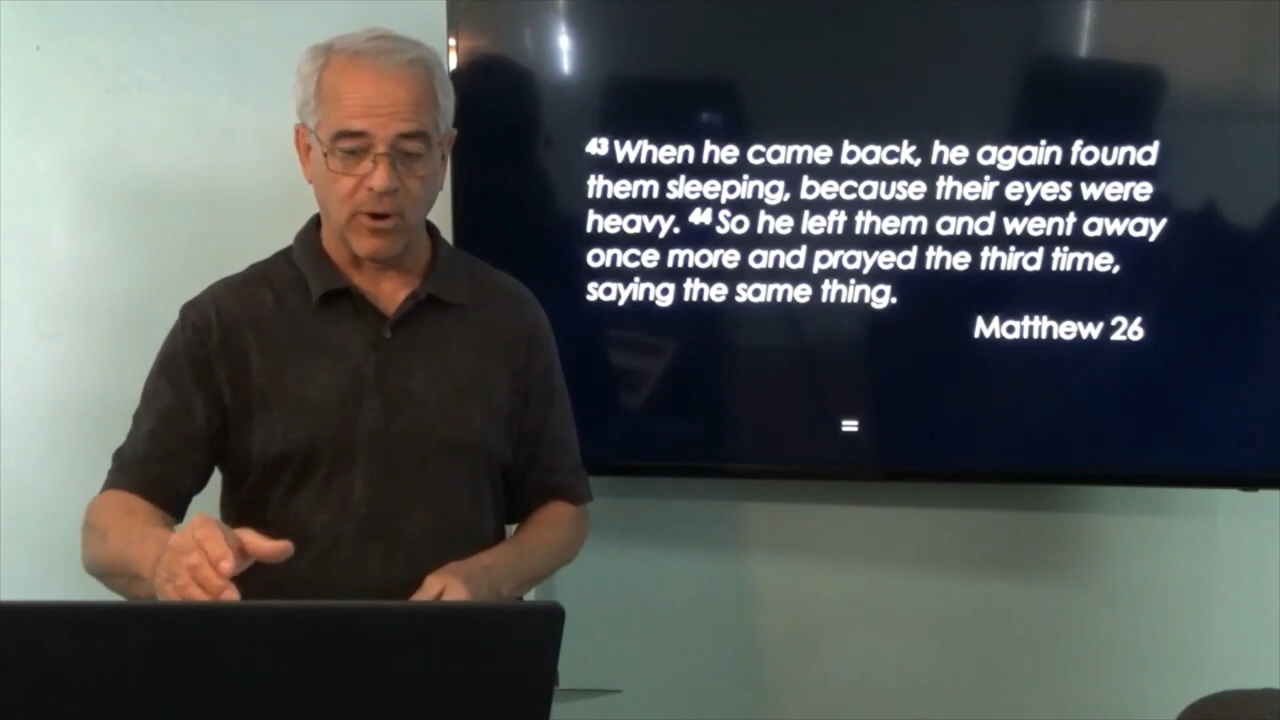 43 When he came back, he again found
them sleeping, because their eyes were
heavy. 44 So he left them and went away
once more and prayed the third time,
saying the same thing.
Matthew 26
=